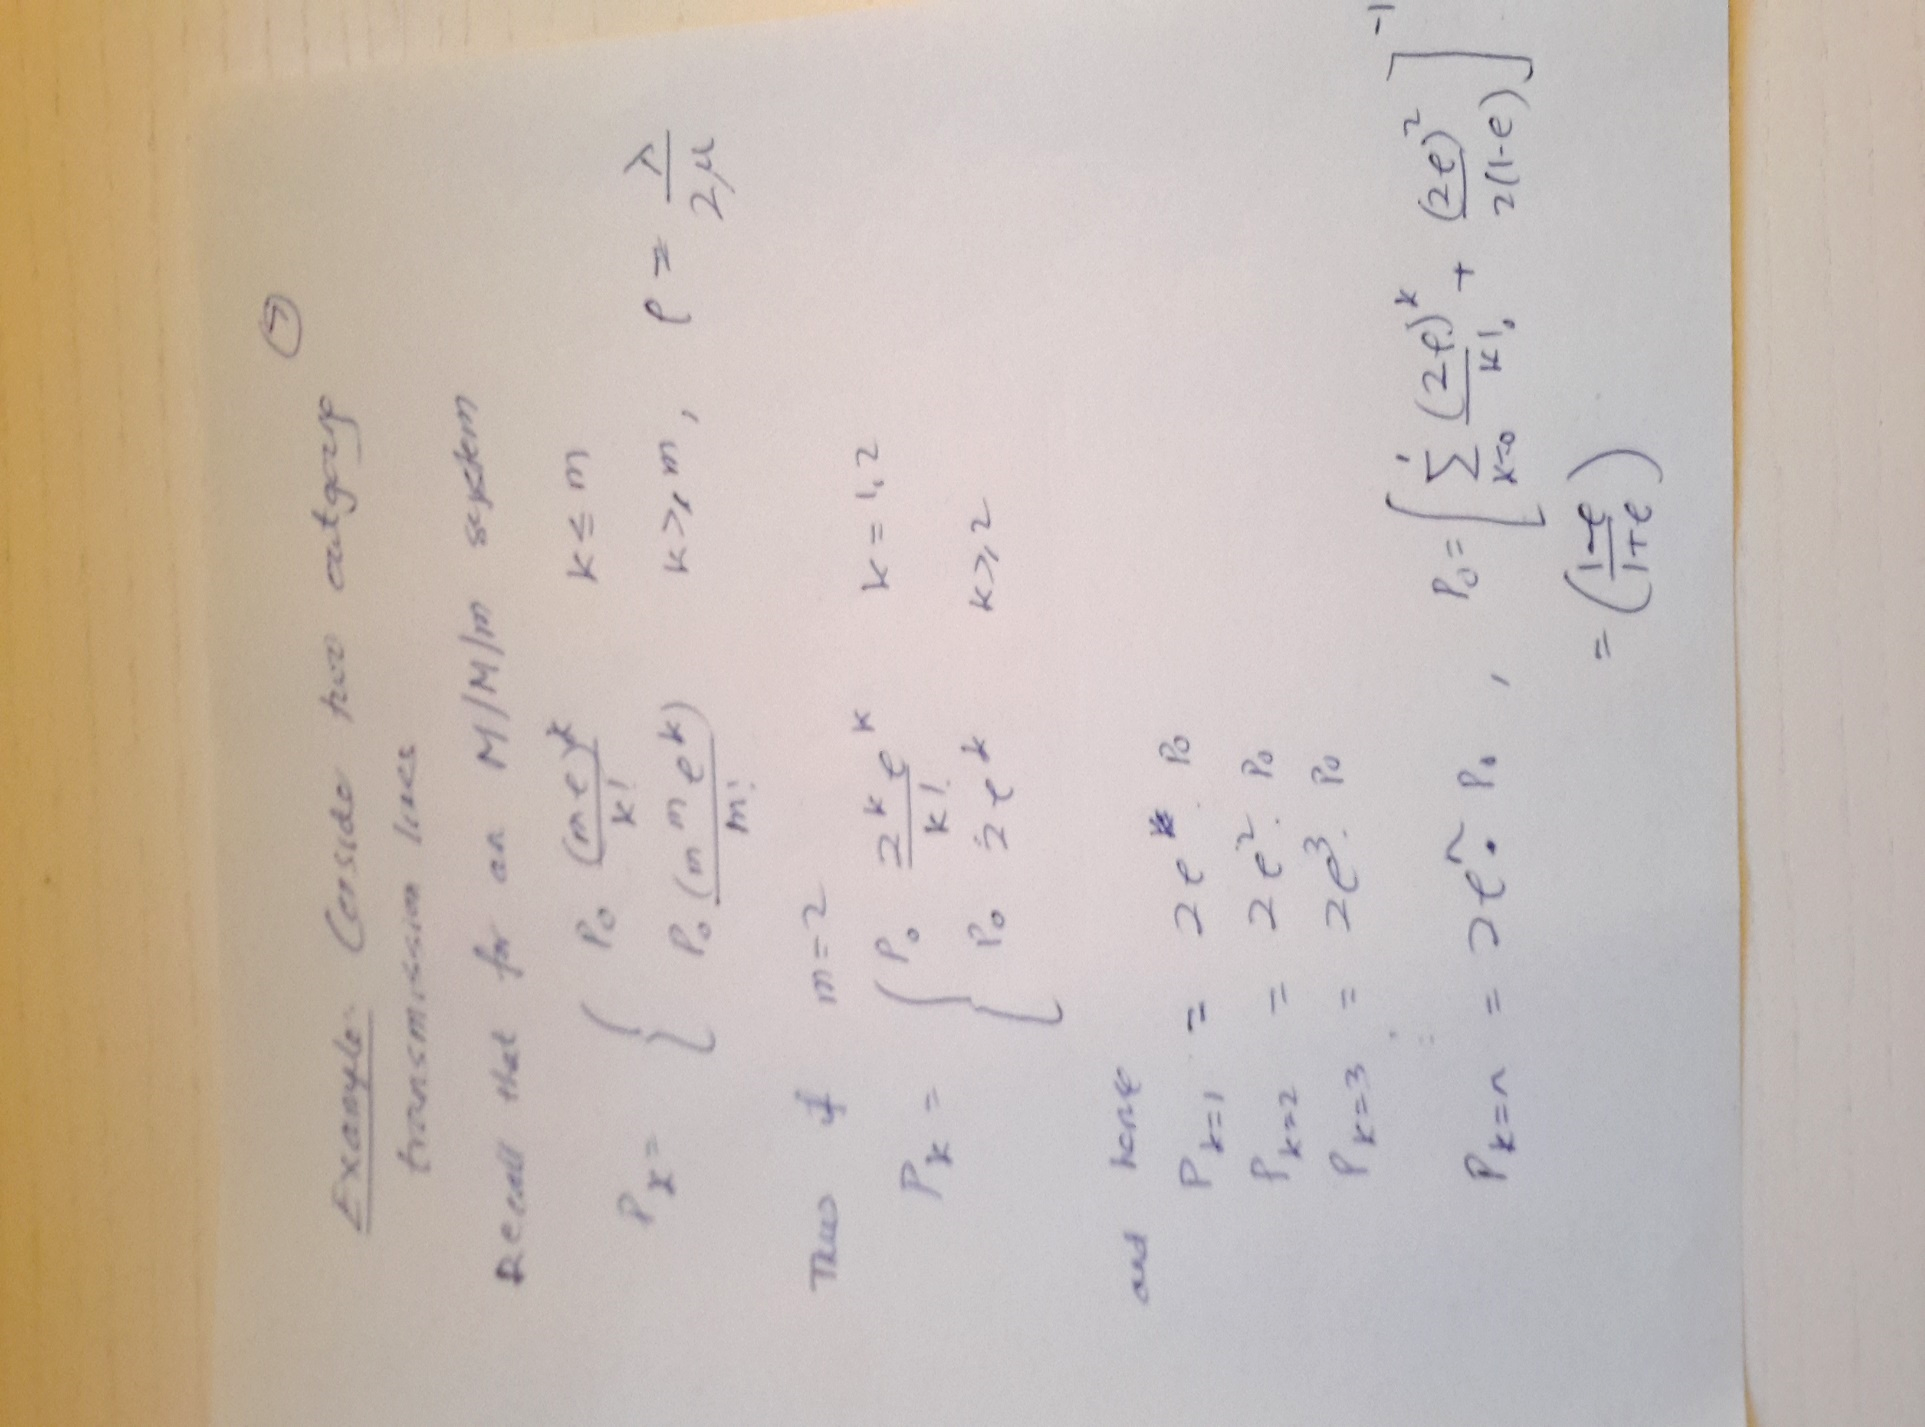 ⑦
Example: Consider two outgoing
transmission lines
Recall that for an M/M/m system
P_k = { P_0 (mρ)^k / k!   k ≤ m
P_0 (m^m ρ^k) / m!   k ≥ m,   ρ = λ / 2μ
Thus if m = 2
P_k = { P_0 2^k ρ^k / k!   k = 1, 2
P_0 2ρ^k   k ≥ 2
and hence
P_{k=1} = 2ρ · P_0
P_{k=2} = 2ρ^2 · P_0
P_{k=3} = 2ρ^3 · P_0
⋮
P_{k=n} = 2ρ^n · P_0 ,   P_0 = [ Σ_{k=0}^{1} (2ρ)^k / k! + (2ρ)^2 / 2(1-ρ) ]^{-1}
= ( 1-ρ / 1+ρ )